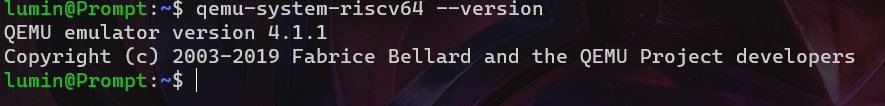 lumin@Prompt:~$ qemu-system-riscv64 --version
QEMU emulator version 4.1.1
Copyright (c) 2003-2019 Fabrice Bellard and the QEMU Project developers
lumin@Prompt:~$